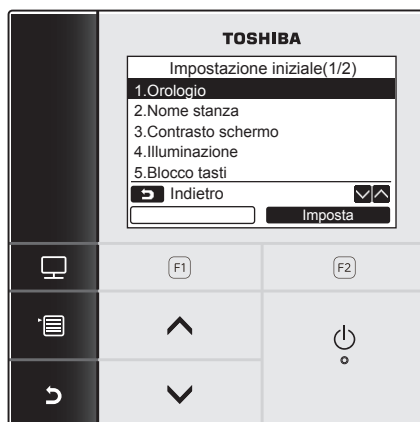 TOSHIBA
Impostazione iniziale(1/2)
1.Orologio
2.Nome stanza
3.Contrasto schermo
4.Illuminazione
5.Blocco tasti
Indietro
Imposta
F1
F2